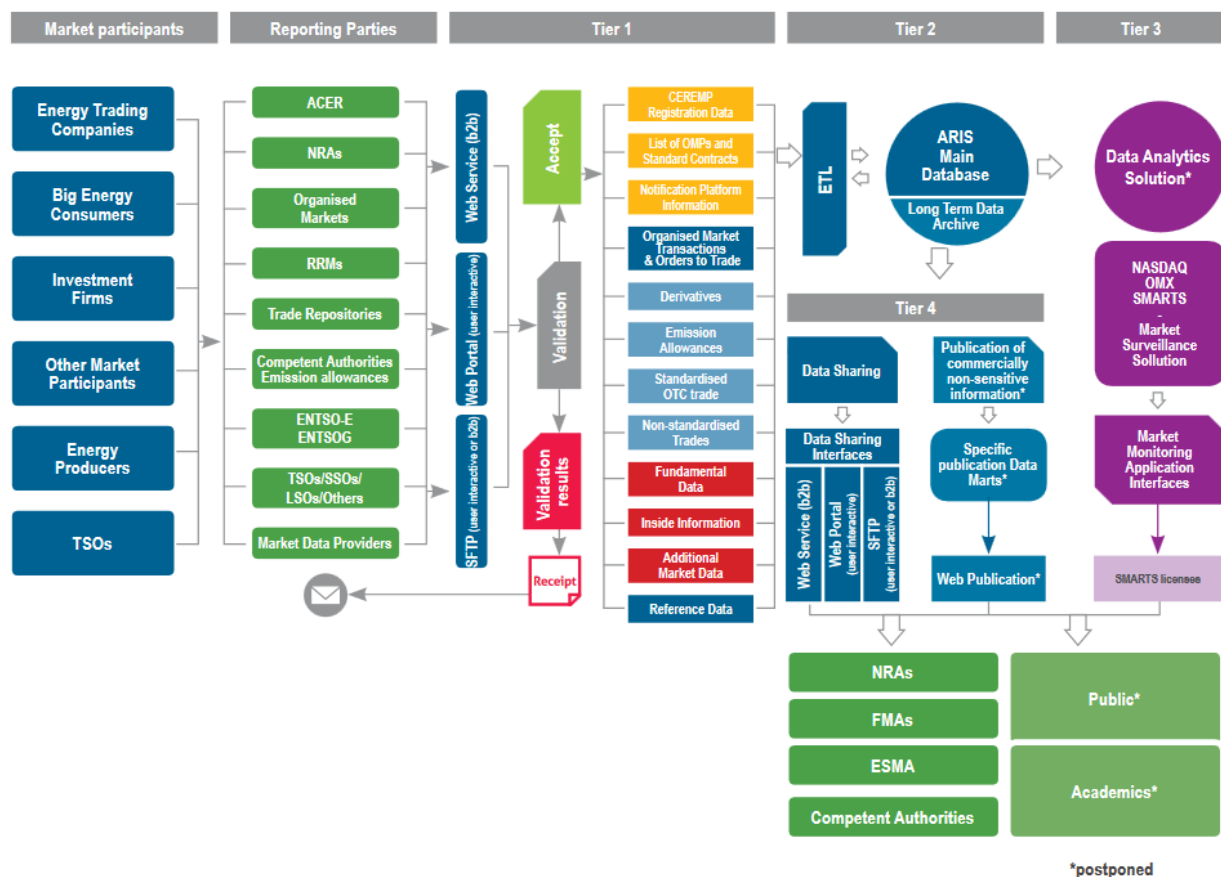 Market participants
Reporting Parties
Tier 1
Tier 2
Tier 3
Energy Trading
Companies
Big Energy
Consumers
Investment
Firms
Other Market
Participants
Energy
Producers
TSOs
ACER
NRAs
Organised
Markets
RRMs
Trade Repositories
Competent Authorities
Emission allowances
ENTSO-E
ENTSOG
TSOs/SSOs/
LSOs/Others
Market Data Providers
Web Service (b2b)
Web Portal (user interactive)
SFTP (user interactive or b2b)
Accept
Validation
Validation
results
Receipt
CEREMP
Registration Data
List of OMPs and
Standard Contracts
Notification Platform
Information
Organised Market
Transactions
& Orders to Trade
Derivatives
Emission
Allowances
Standardised
OTC trade
Non-standardised
Trades
Fundamental
Data
Inside Information
Additional
Market Data
Reference Data
ETL
ARIS
Main
Database
Long Term Data
Archive
Tier 4
Data Sharing
Publication of
commercially
non-sensitive
information*
Data Sharing
Interfaces
Web Service (b2b)
Web Portal
(user interactive)
SFTP
(user interactive or b2b)
Specific
publication Data
Marts*
Web Publication*
Data Analytics
Solution*
NASDAQ
OMX
SMARTS
-
Market
Surveillance
Sollution
Market
Monitoring
Application
Interfaces
SMARTS licenses
NRAs
FMAs
ESMA
Competent Authorities
Public*
Academics*
*postponed